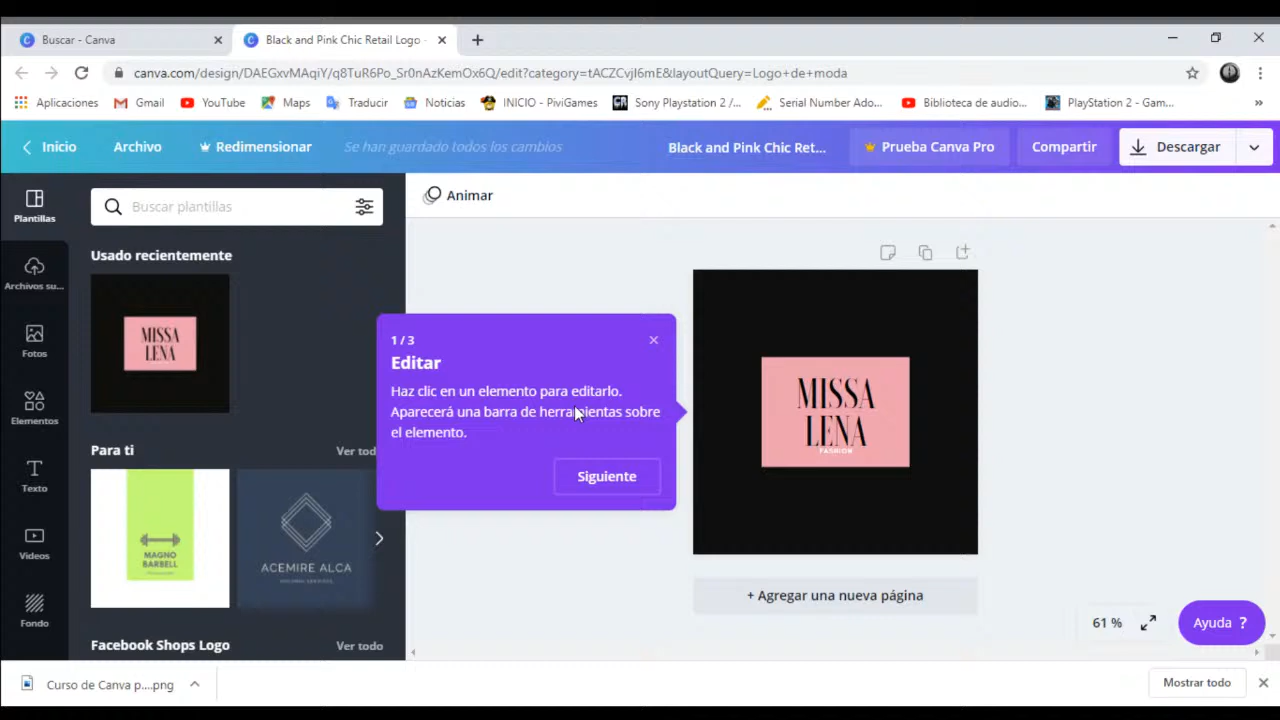 Buscar - Canva
Black and Pink Chic Retail Logo -
canva.com/design/DAEGxvMAqiY/q8TuR6Po_Sr0nAzKemOx6Q/edit?category=tACZCvjI6mE&layoutQuery=Logo+de+moda
Aplicaciones
Gmail
YouTube
Maps
Traducir
Noticias
INICIO - PiviGames
Sony Playstation 2 /...
Serial Number Ado...
Biblioteca de audio...
PlayStation 2 - Gam...
Inicio
Archivo
Redimensionar
Se han guardado todos los cambios
Black and Pink Chic Ret...
Prueba Canva Pro
Compartir
Descargar
Plantillas
Archivos su...
Fotos
Elementos
Texto
Videos
Fondo
Buscar plantillas
Usado recientemente
MISSA
LENA
Para ti
Ver tod
MAGNO
BARBELL
ACEMIRE ALCA
Facebook Shops Logo
Ver todo
Animar
1 / 3
Editar
Haz clic en un elemento para editarlo.
Aparecerá una barra de herramientas sobre
el elemento.
Siguiente
MISSA
LENA
FASHION
+ Agregar una nueva página
61 %
Ayuda ?
Curso de Canva p....png
Mostrar todo